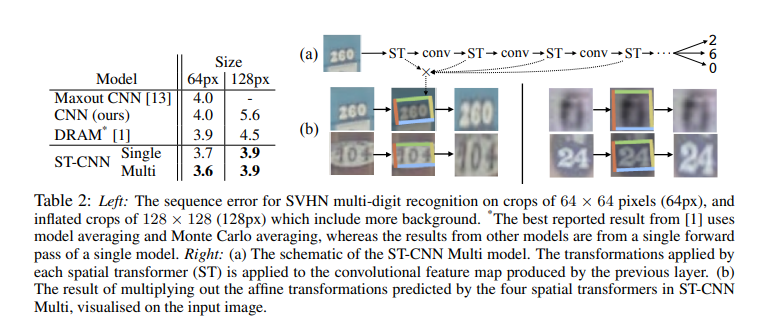 Size
Model 64px 128px
Maxout CNN [13] 4.0 -
CNN (ours) 4.0 5.6
DRAM* [1] 3.9 4.5
ST-CNN Single 3.7 3.9
Multi 3.6 3.9
(a) 260 ST conv ST conv ST conv ST ... 2 6 0
×
(b) 260 260 260
104 104 104
24 24 24
Table 2: Left: The sequence error for SVHN multi-digit recognition on crops of 64 × 64 pixels (64px), and
inflated crops of 128 × 128 (128px) which include more background. *The best reported result from [1] uses
model averaging and Monte Carlo averaging, whereas the results from other models are from a single forward
pass of a single model. Right: (a) The schematic of the ST-CNN Multi model. The transformations applied by
each spatial transformer (ST) is applied to the convolutional feature map produced by the previous layer. (b)
The result of multiplying out the affine transformations predicted by the four spatial transformers in ST-CNN
Multi, visualised on the input image.